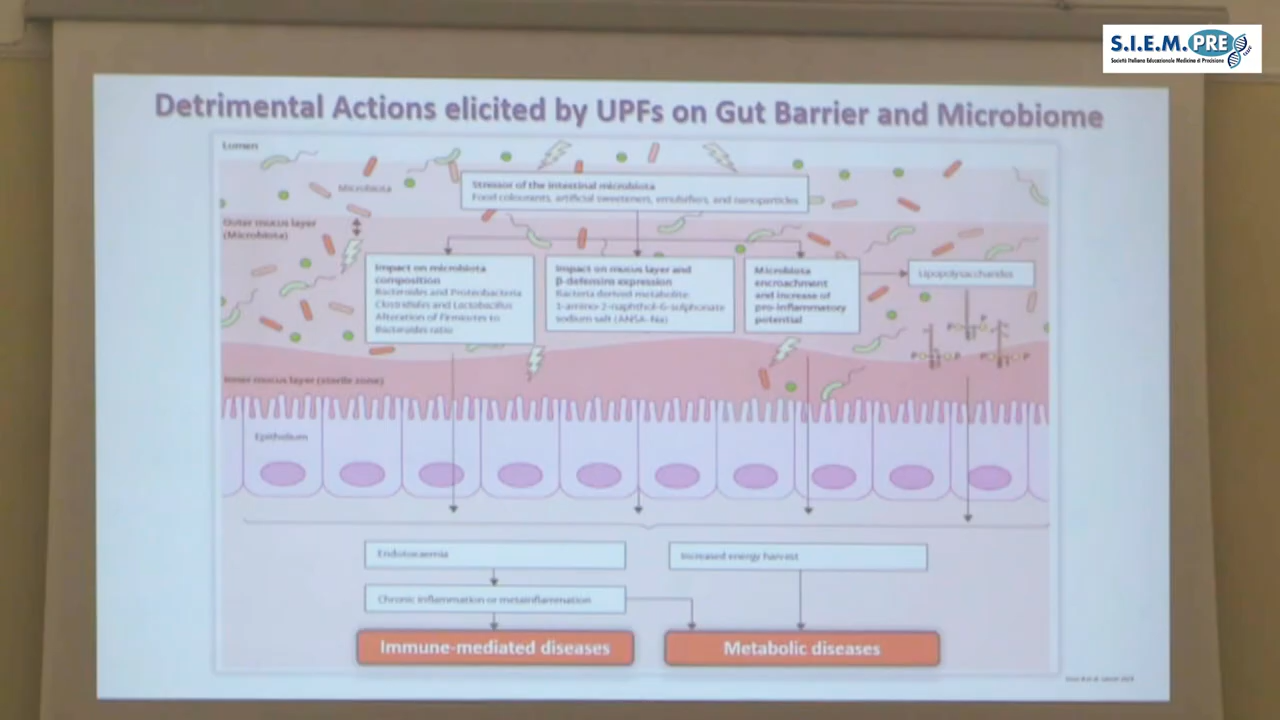 S.I.E.M.PRE
Società Italiana Educazionale Medicina di Precisione
Detrimental Actions elicited by UPFs on Gut Barrier and Microbiome
Lumen
Microbiota
Stressor of the intestinal microbiota
Food colourants, artificial sweeteners, emulsifiers, and nanoparticles
Outer mucus layer
(Microbiota)
Impact on microbiota
composition
Bacteroides and Proteobacteria
Clostridiales and Lactobacillus
Alteration of Firmicutes to
Bacteroides ratio
Impact on mucus layer and
β-defensins expression
Bacteria derived metabolite:
1-amino-2-naphthol-6-sulphonate
sodium salt (ANSA-Na)
Microbiota
encroachment
and increase of
pro-inflammatory
potential
Lipopolysaccharides
P
P
P
P
P
P
Inner mucus layer (sterile zone)
Epithelium
Endotoxaemia
Increased energy harvest
Chronic inflammation or metainflammation
Immune-mediated diseases
Metabolic diseases